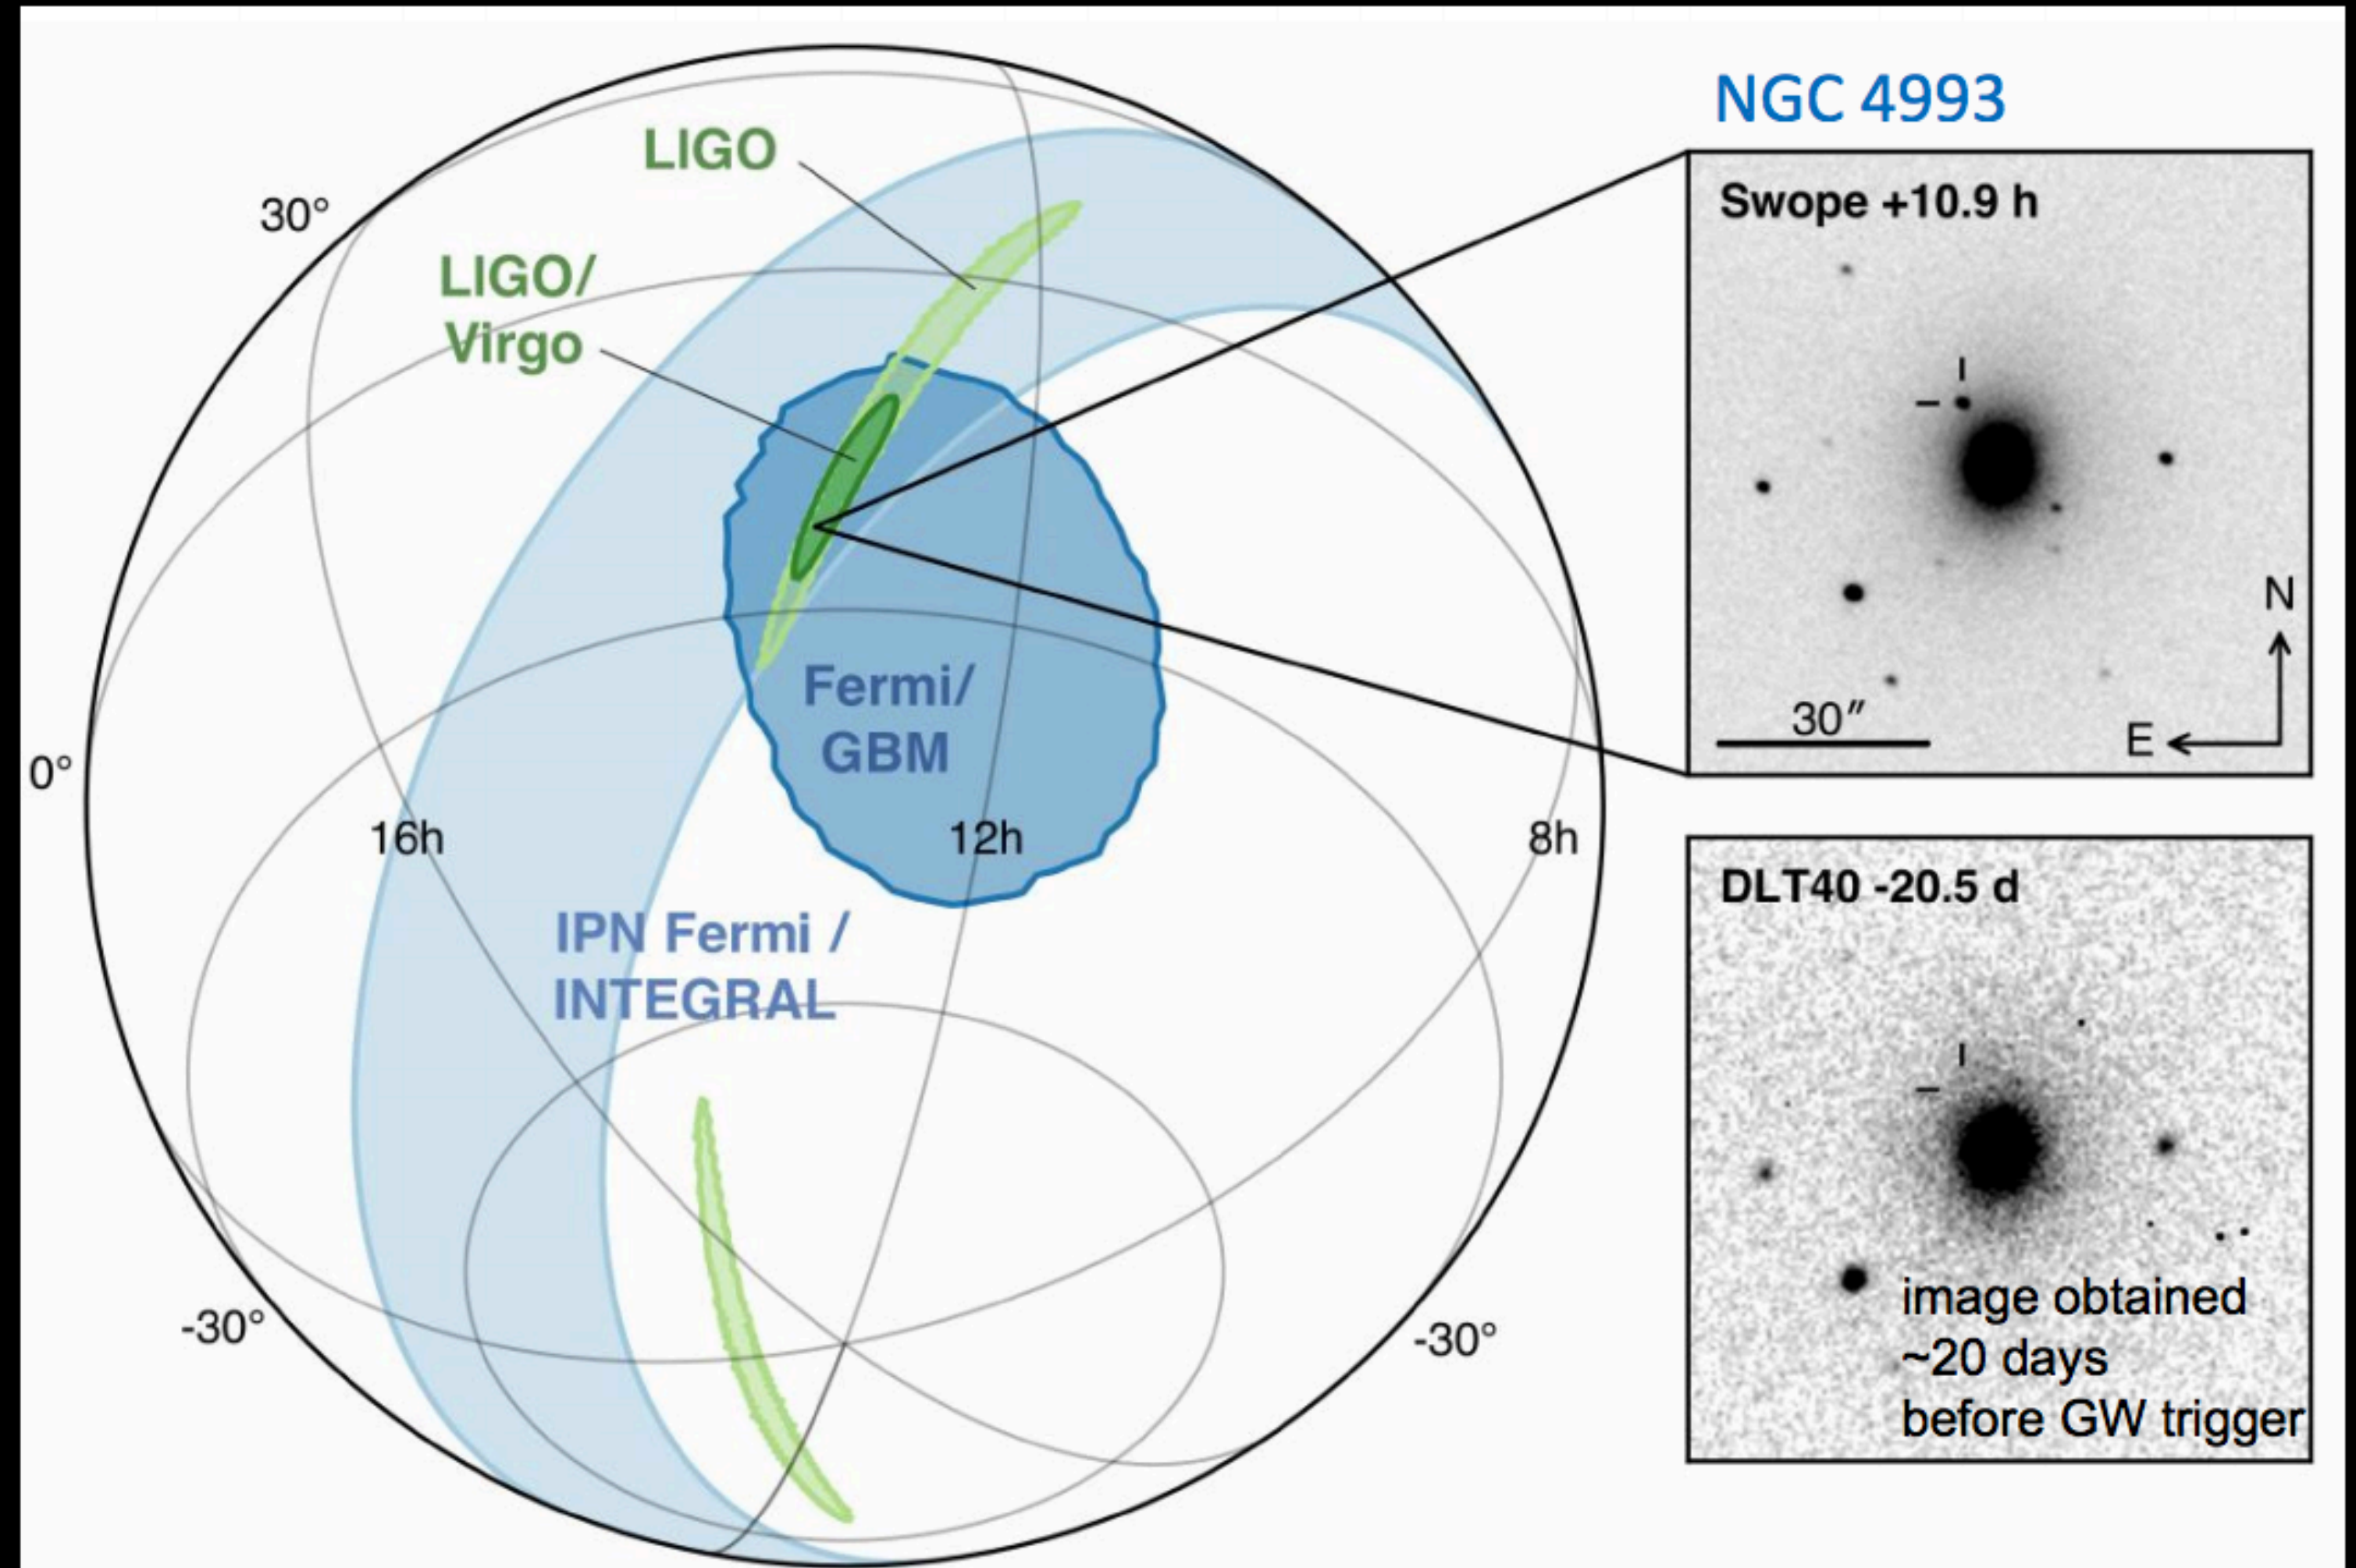 NGC 4993
LIGO
30°
LIGO/
Virgo
Fermi/
GBM
0°
16h
12h
8h
IPN Fermi /
INTEGRAL
-30°
-30°
Swope +10.9 h
N
30″
E
DLT40 -20.5 d
image obtained
~20 days
before GW trigger